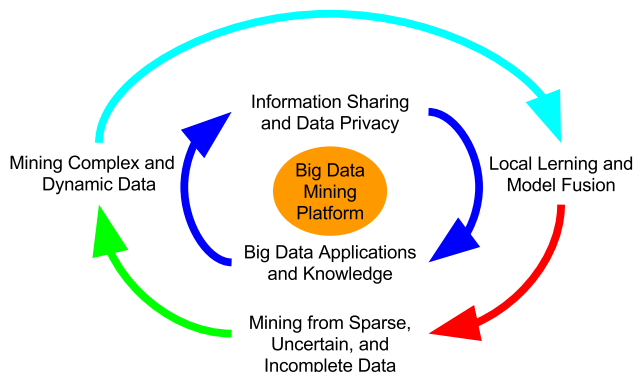 Information Sharing
and Data Privacy
Mining Complex and
Dynamic Data
Big Data
Mining
Platform
Local Lerning and
Model Fusion
Big Data Applications
and Knowledge
Mining from Sparse,
Uncertain, and
Incomplete Data